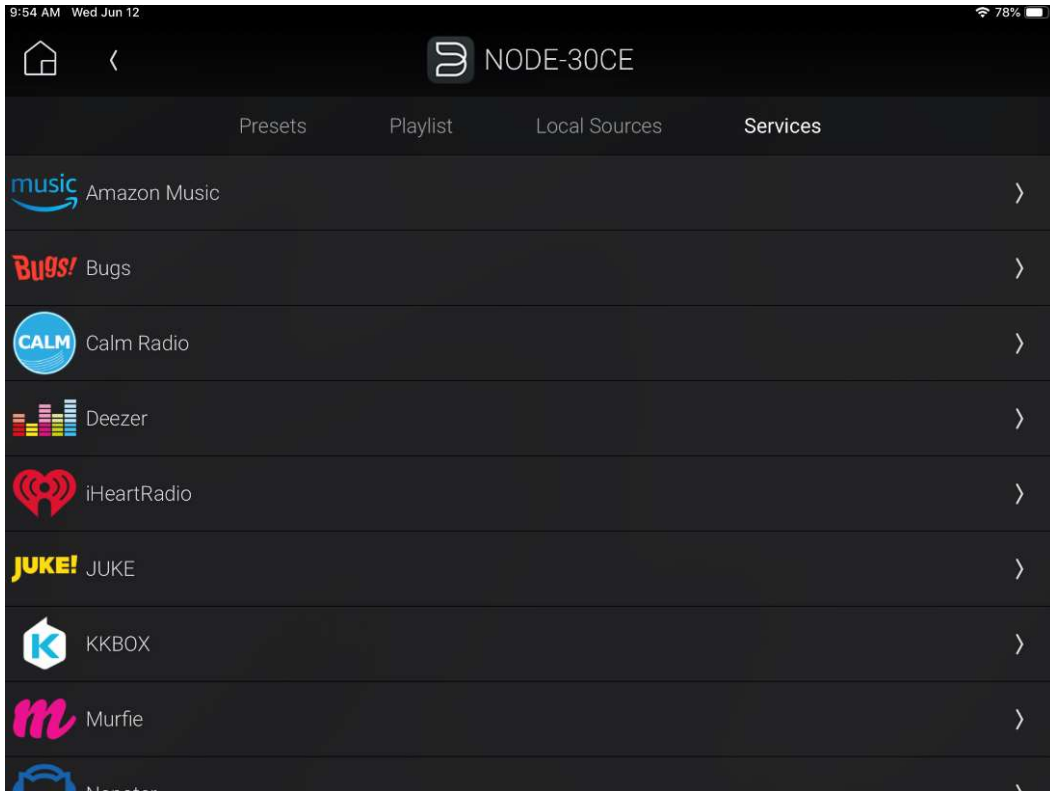 9:54 AM Wed Jun 12
78%
NODE-30CE
Presets Playlist Local Sources Services
music Amazon Music
Bugs! Bugs
CALM Calm Radio
Deezer
iHeartRadio
JUKE! JUKE
K KKBOX
m Murfie